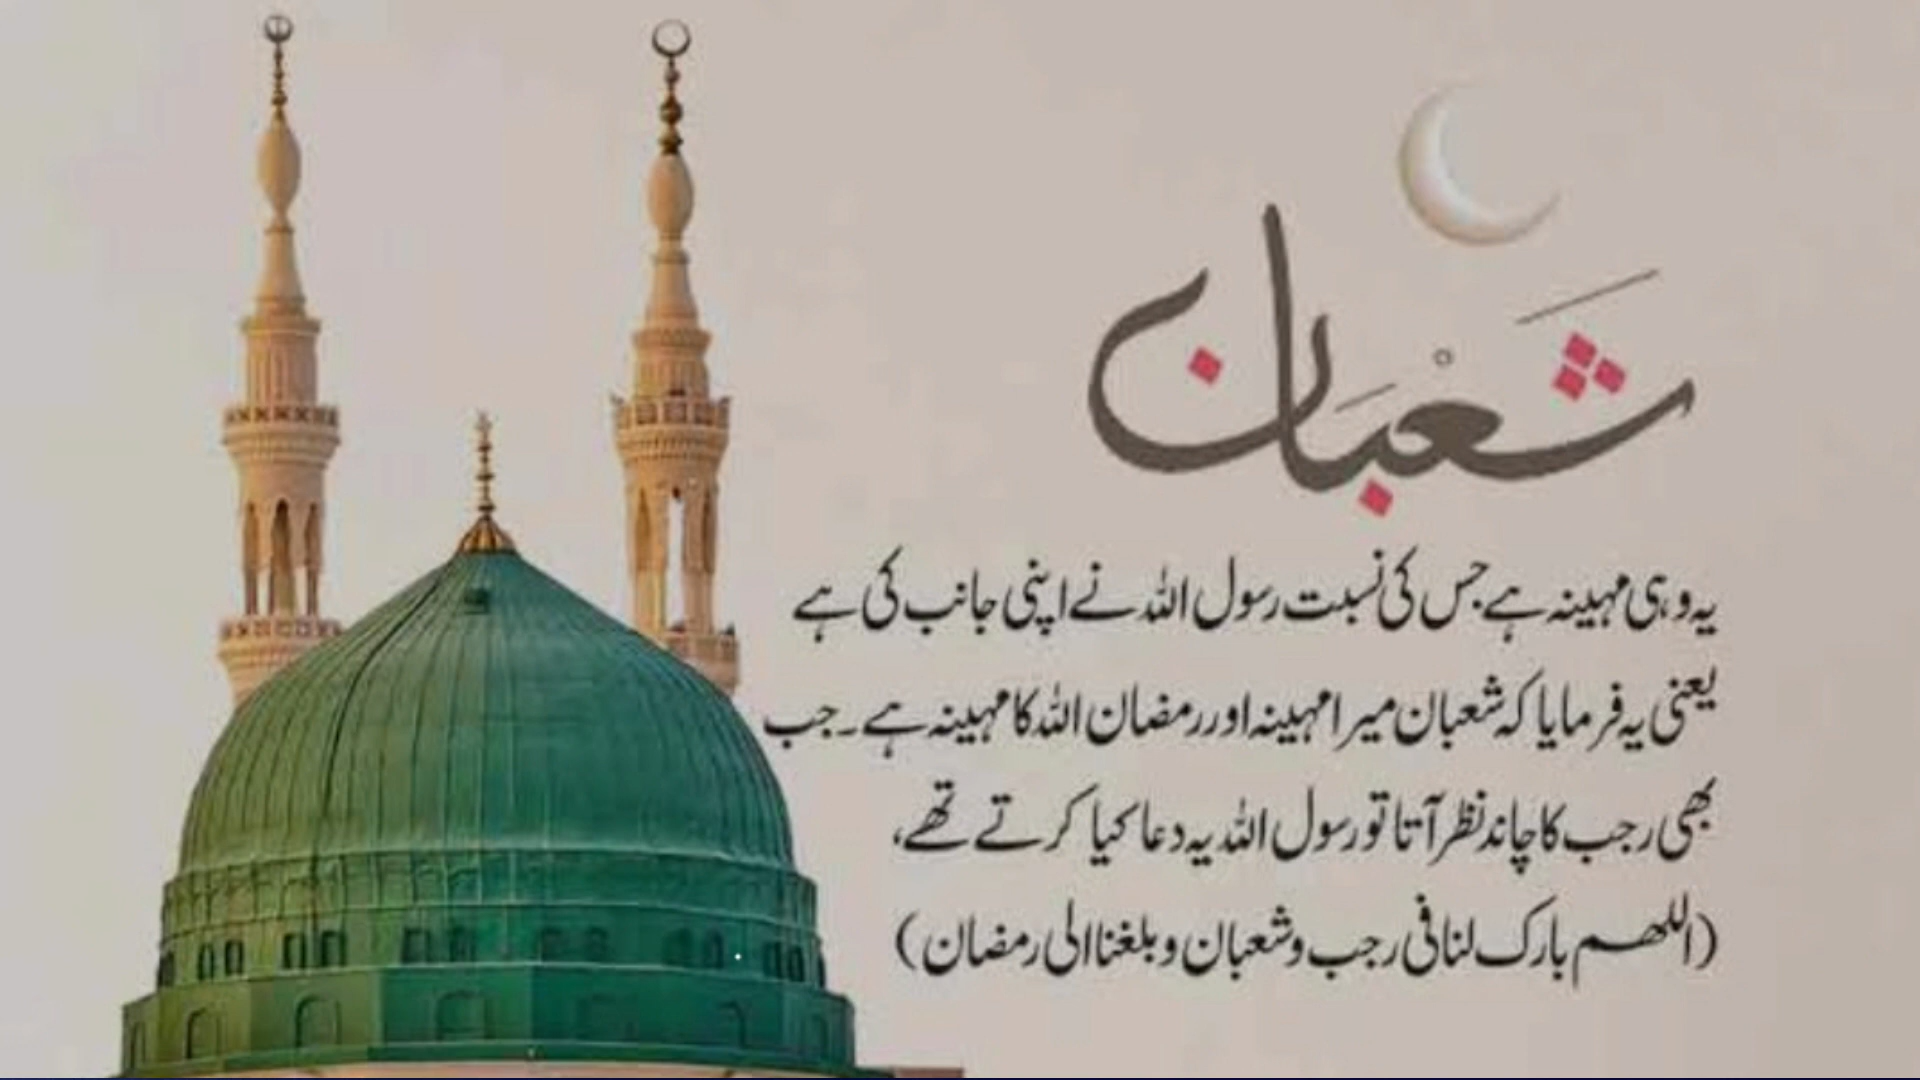 شَعْبَان
یہ وہی مہینہ ہے جس کی نسبت رسول اللہ نے اپنی جانب کی ہے
یعنی یہ فرمایا کہ شعبان میرا مہینہ اور رمضان اللہ کا مہینہ ہے۔ جب
بھی رجب کا چاند نظر آتا تو رسول اللہ یہ دعا کیا کرتے تھے،
(اللھم بارک لنا فی رجب و شعبان و بلغنا الی رمضان)